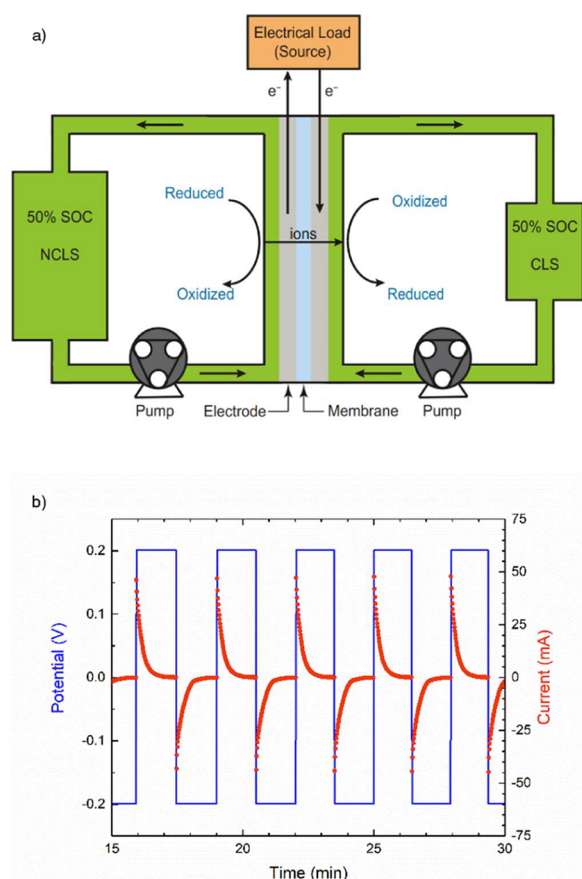 a)
Electrical Load
(Source)
e⁻ e⁻
Reduced
Oxidized
50% SOC
NCLS
ions
50% SOC
CLS
Oxidized
Reduced
Pump
Electrode
Membrane
Pump
b)
Potential (V)
0.2
0.1
0.0
-0.1
-0.2
75
50
25
0
-25
-50
-75
Current (mA)
15 20 25 30
Time (min)